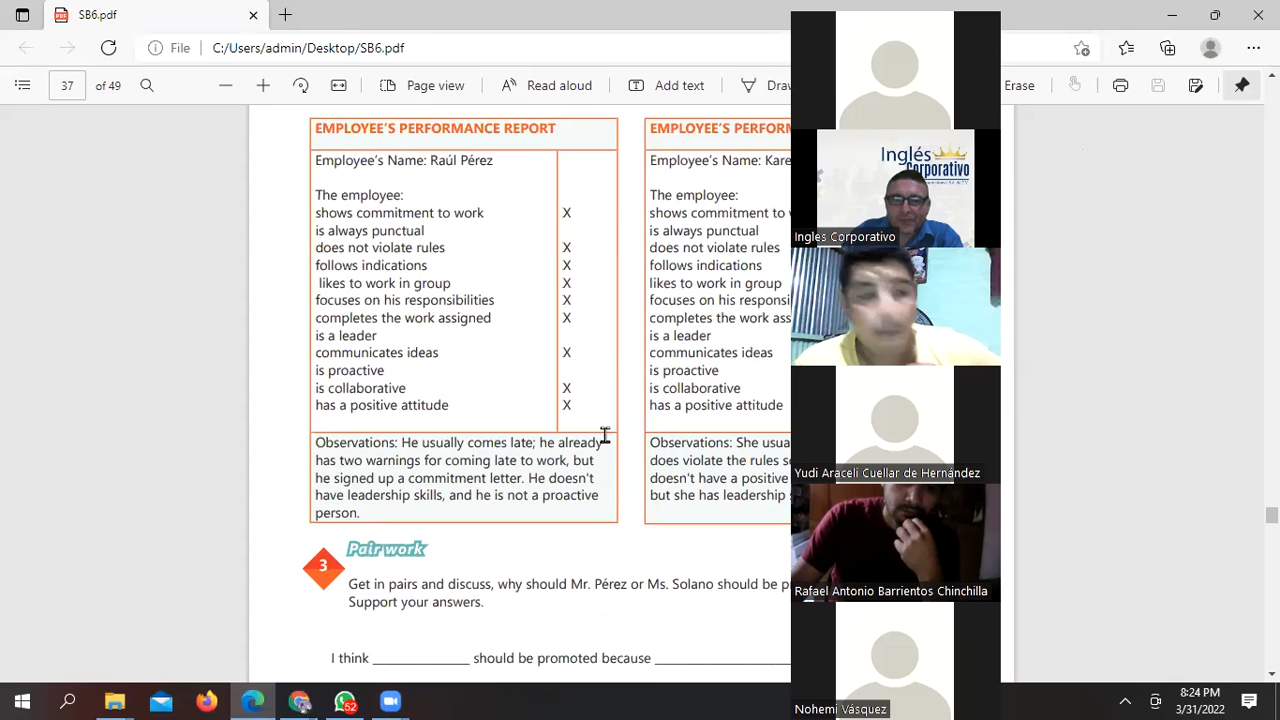 SB6.pdf
SB6.pdf
File
C:/Users/admin/Desktop/SB6.pdf
37
of 49
Page view
Read aloud
Add text
Draw
Erase
EMPLOYEE'S PERFORMANCE REPORT
Employee's Name: Raúl Pérez
The employee:
shows commitment to work X
is always punctual
does not violate rules X
follows indications X
likes to work in group X
focuses on his responsibilities X
completes the work assigned X
is a leader
communicates ideas X
is proactive
is collaborative X
has a positive attitude X
Observations: He usually comes late; he already
has two warnings for coming late to work, but
he signed up a commitment letter. He doesn't
have leadership skills, and he is not a proactive
person.
EMPLOYEE'S PERFORM
Employee's Name: Kare
The employee:
shows commitment to w
is always punctual
does not violate rules
follows indications
likes to work in group
focuses on his responsi
completes the work ass
is a leader
communicates ideas
is proactive
is collaborative
has a positive attitude
Observations: She usua
does violate the rules so
doesn't have a positive
but she has leadership s
3
Pair work
Get in pairs and discuss, why should Mr. Pérez or Ms. Solano should be p
Support your answers.
I think ______________ should be promoted because ____________________
Inglés
Corporativo
Ingles Corporativo
Yudi Araceli Cuellar de Hernández
Rafael Antonio Barrientos Chinchilla
Nohemi Vásquez
52
8:24 PM
3/31/2022